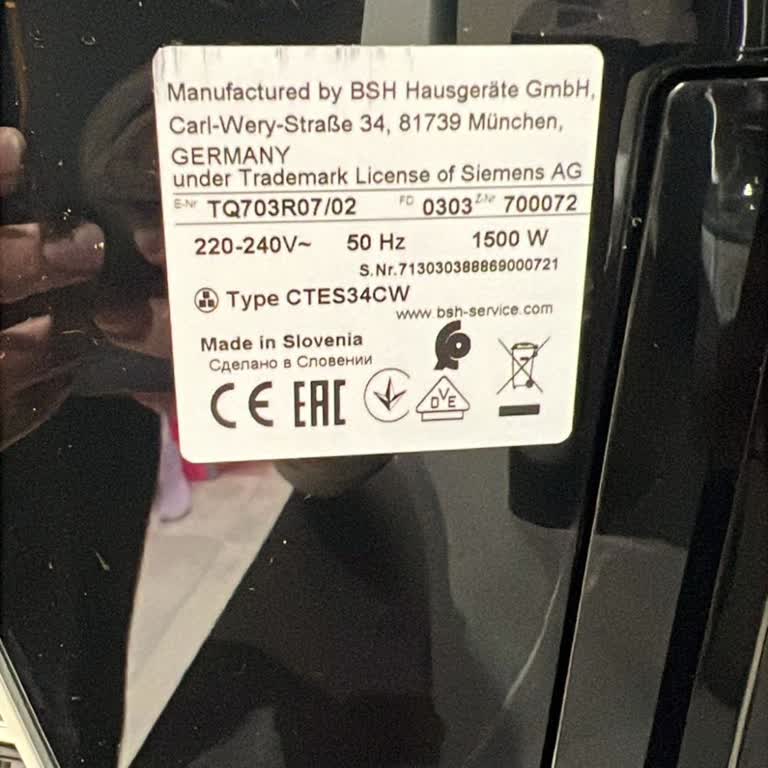 Manufactured by BSH Hausgeräte GmbH,
Carl-Wery-Straße 34, 81739 München,
GERMANY
under Trademark License of Siemens AG
E-Nr TQ703R07/02 FD 0303 Z-Nr 700072
220-240V~ 50 Hz 1500 W
S.Nr.713030388869000721
Type CTES34CW
www.bsh-service.com
Made in Slovenia
Сделано в Словении
CE EAC DVE